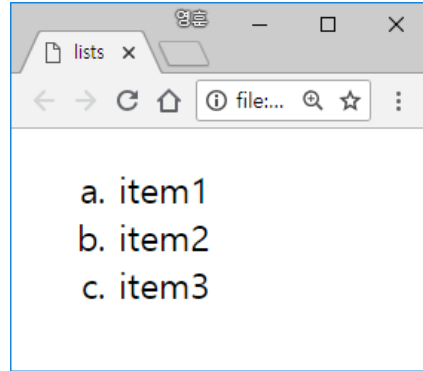 영훈
lists
file:...
a. item1
b. item2
c. item3